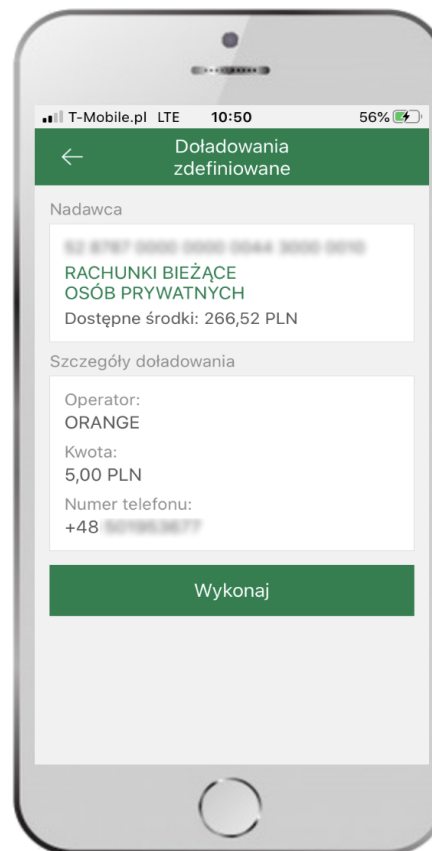 T-Mobile.pl LTE 10:50 56%
Doładowania
zdefiniowane
Nadawca
RACHUNKI BIEŻĄCE
OSÓB PRYWATNYCH
Dostępne środki: 266,52 PLN
Szczegóły doładowania
Operator:
ORANGE
Kwota:
5,00 PLN
Numer telefonu:
+48
Wykonaj